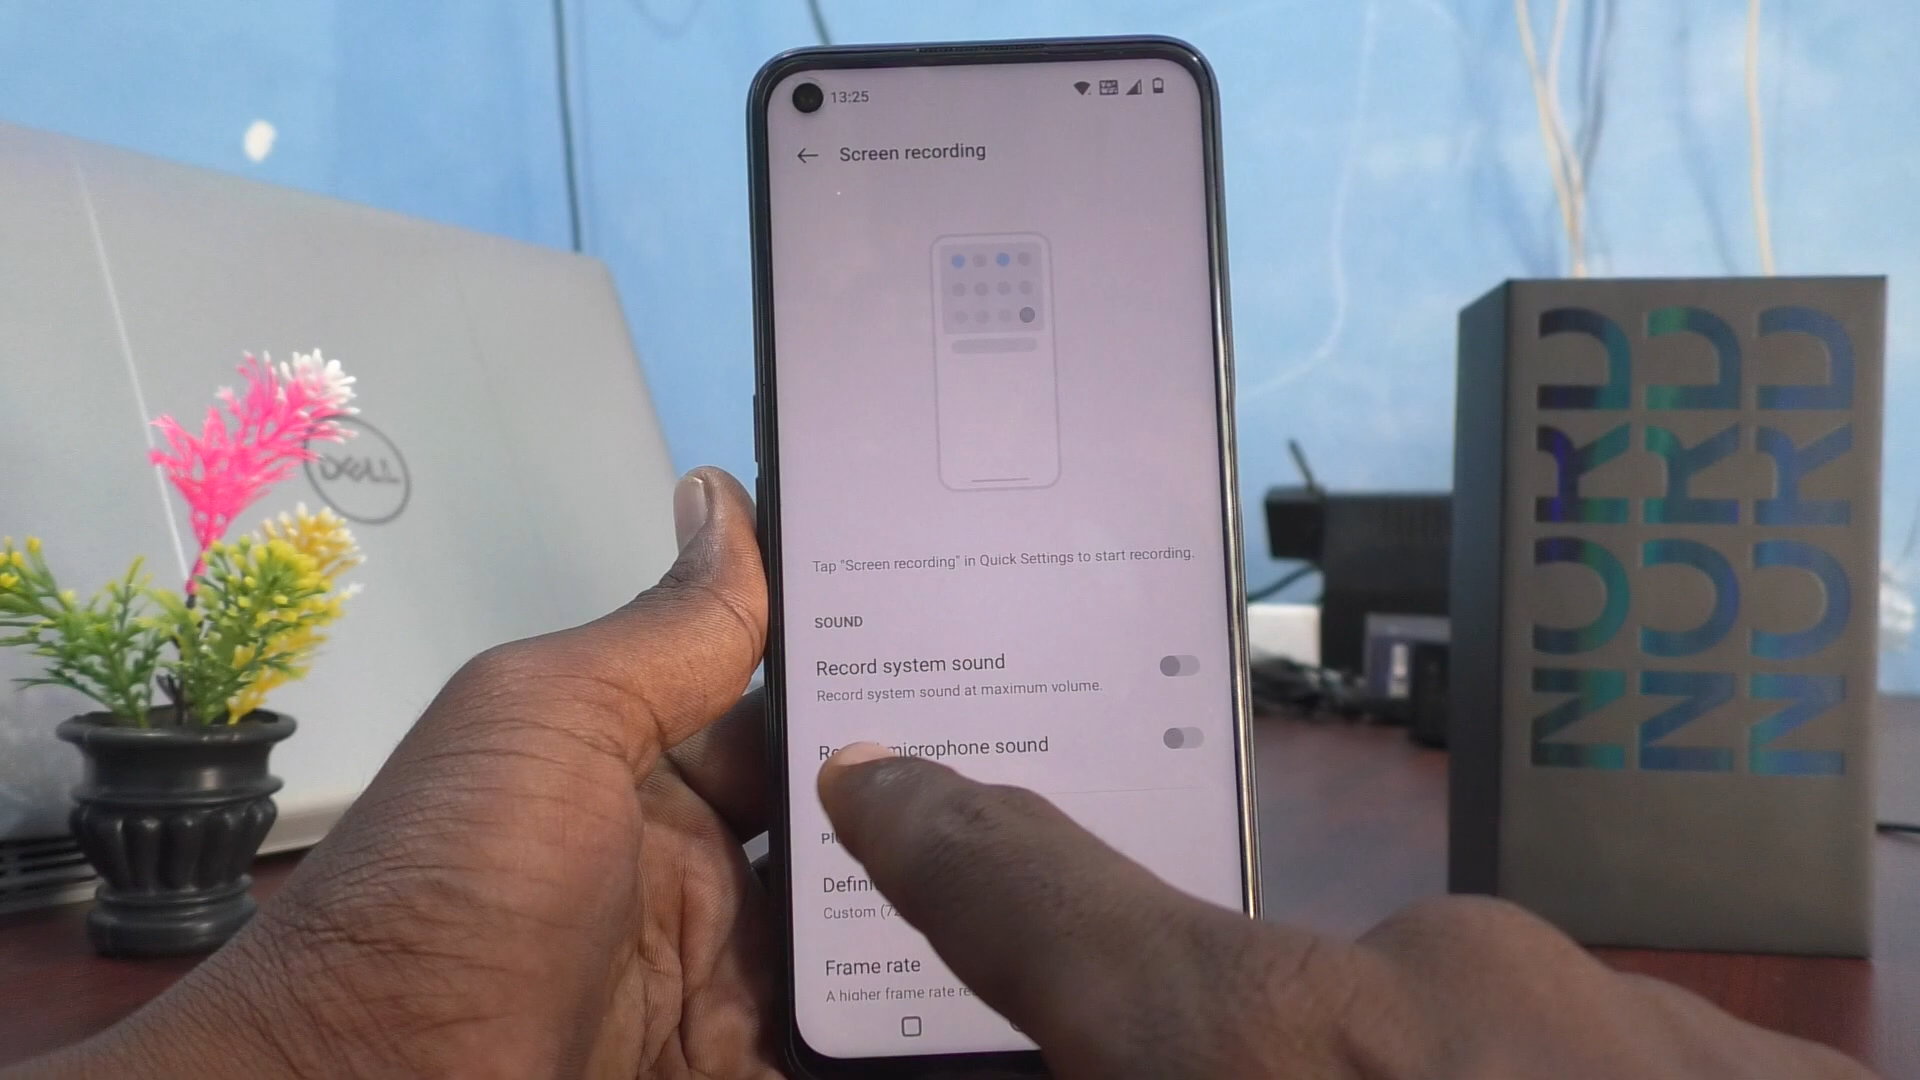 13:25
Screen recording
Tap "Screen recording" in Quick Settings to start recording.
SOUND
Record system sound
Record system sound at maximum volume.
microphone sound
Custom
Frame rate
A higher frame rate
DELL
NORD
NORD
NORD